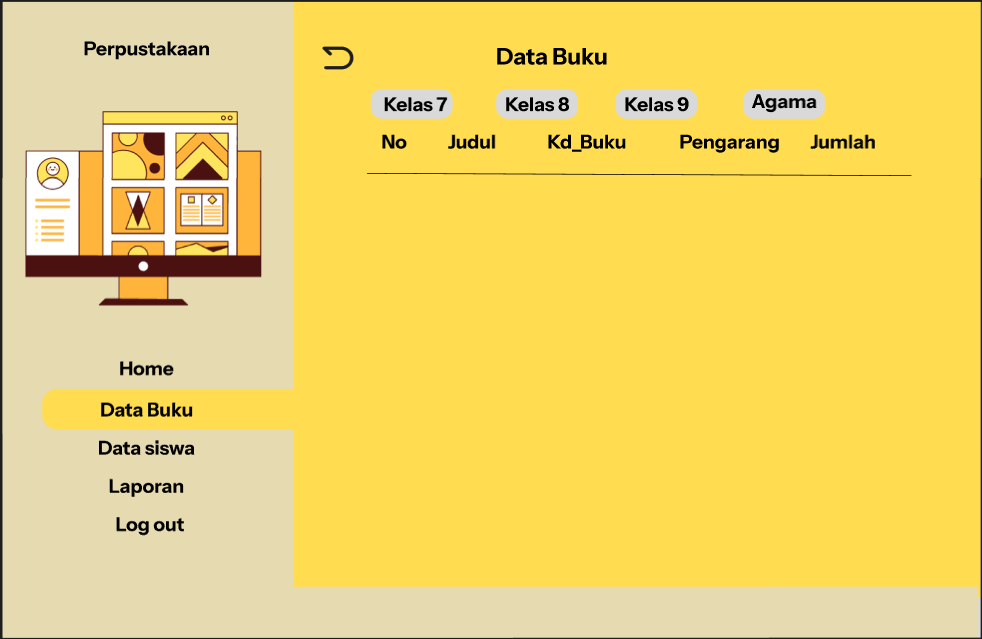 Perpustakaan
Home
Data Buku
Data siswa
Laporan
Log out
Data Buku
Kelas 7 Kelas 8 Kelas 9 Agama
No Judul Kd_Buku Pengarang Jumlah